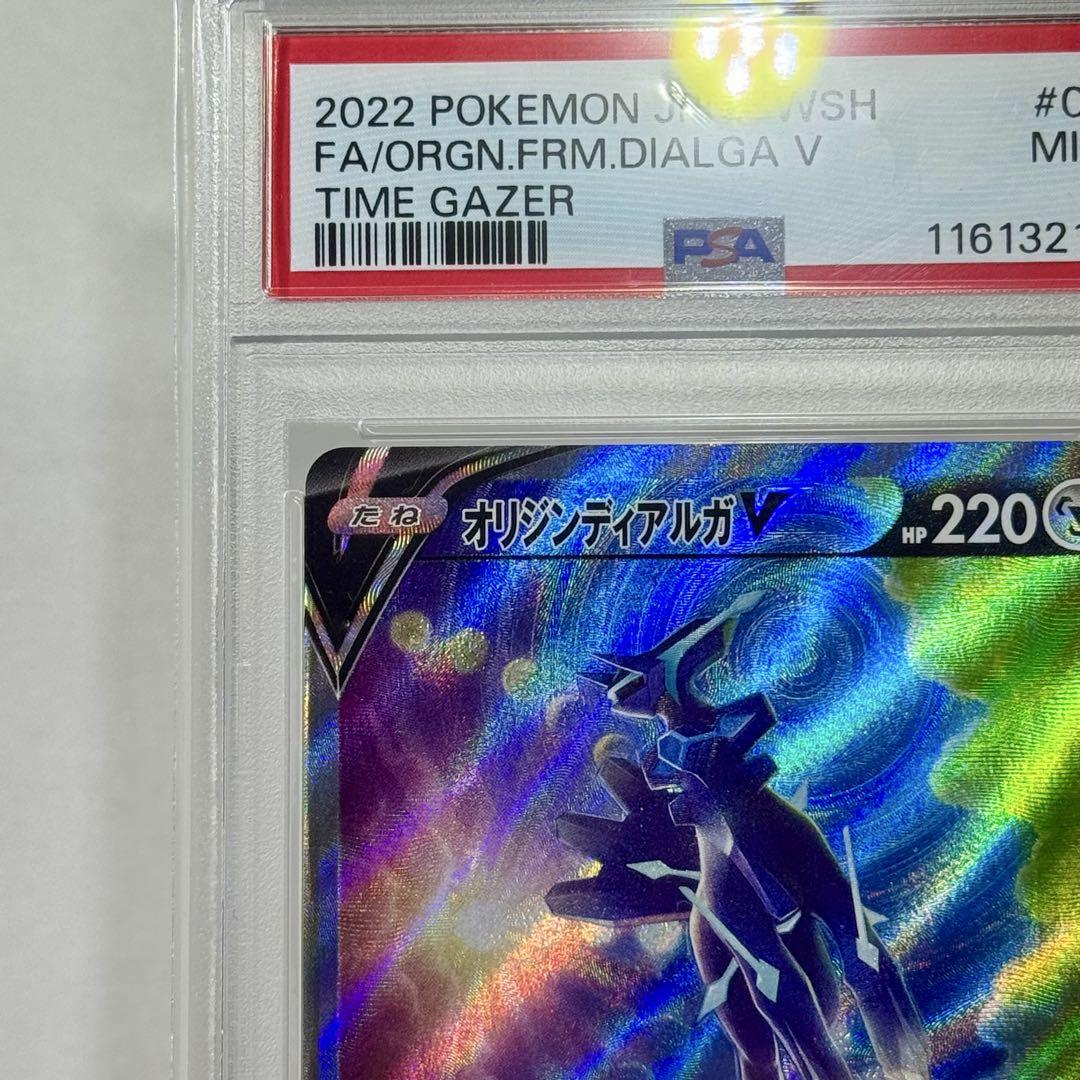 2022 POKEMON WSH
#
FA/ORGN.FRM.DIALGA V
MI
TIME GAZER
PSA
1161321
たね
オリジンディアルガV
HP 220